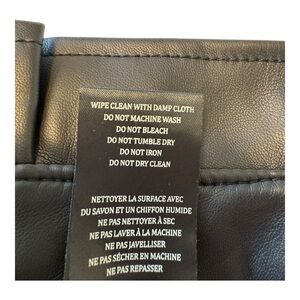 WIPE CLEAN WITH DAMP CLOTH
DO NOT MACHINE WASH
DO NOT BLEACH
DO NOT TUMBLE DRY
DO NOT IRON
DO NOT DRY CLEAN
NETTOYER LA SURFACE AVEC
DU SAVON ET UN CHIFFON HUMIDE
NE PAS NETTOYER À SEC
NE PAS LAVER À LA MACHINE
NE PAS JAVELLISER
NE PAS SÉCHER EN MACHINE
NE PAS REPASSER